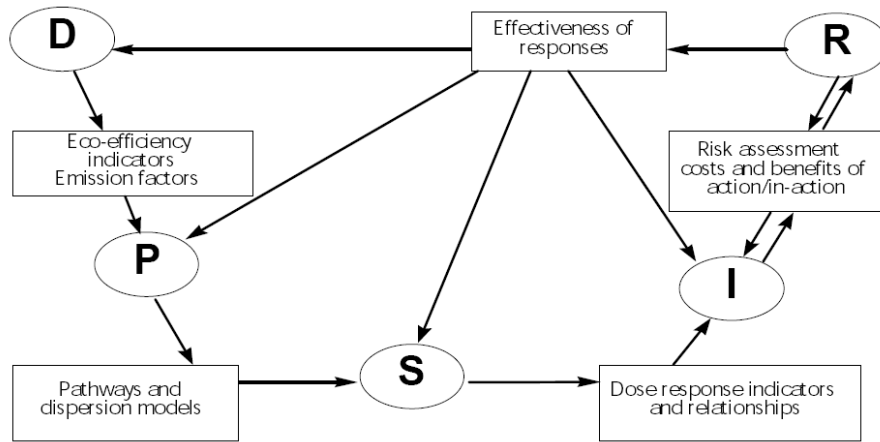 D
Effectiveness of
responses
R
Eco-efficiency
indicators
Emission factors
Risk assessment
costs and benefits of
action/in-action
P
I
Pathways and
dispersion models
S
Dose response indicators
and relationships